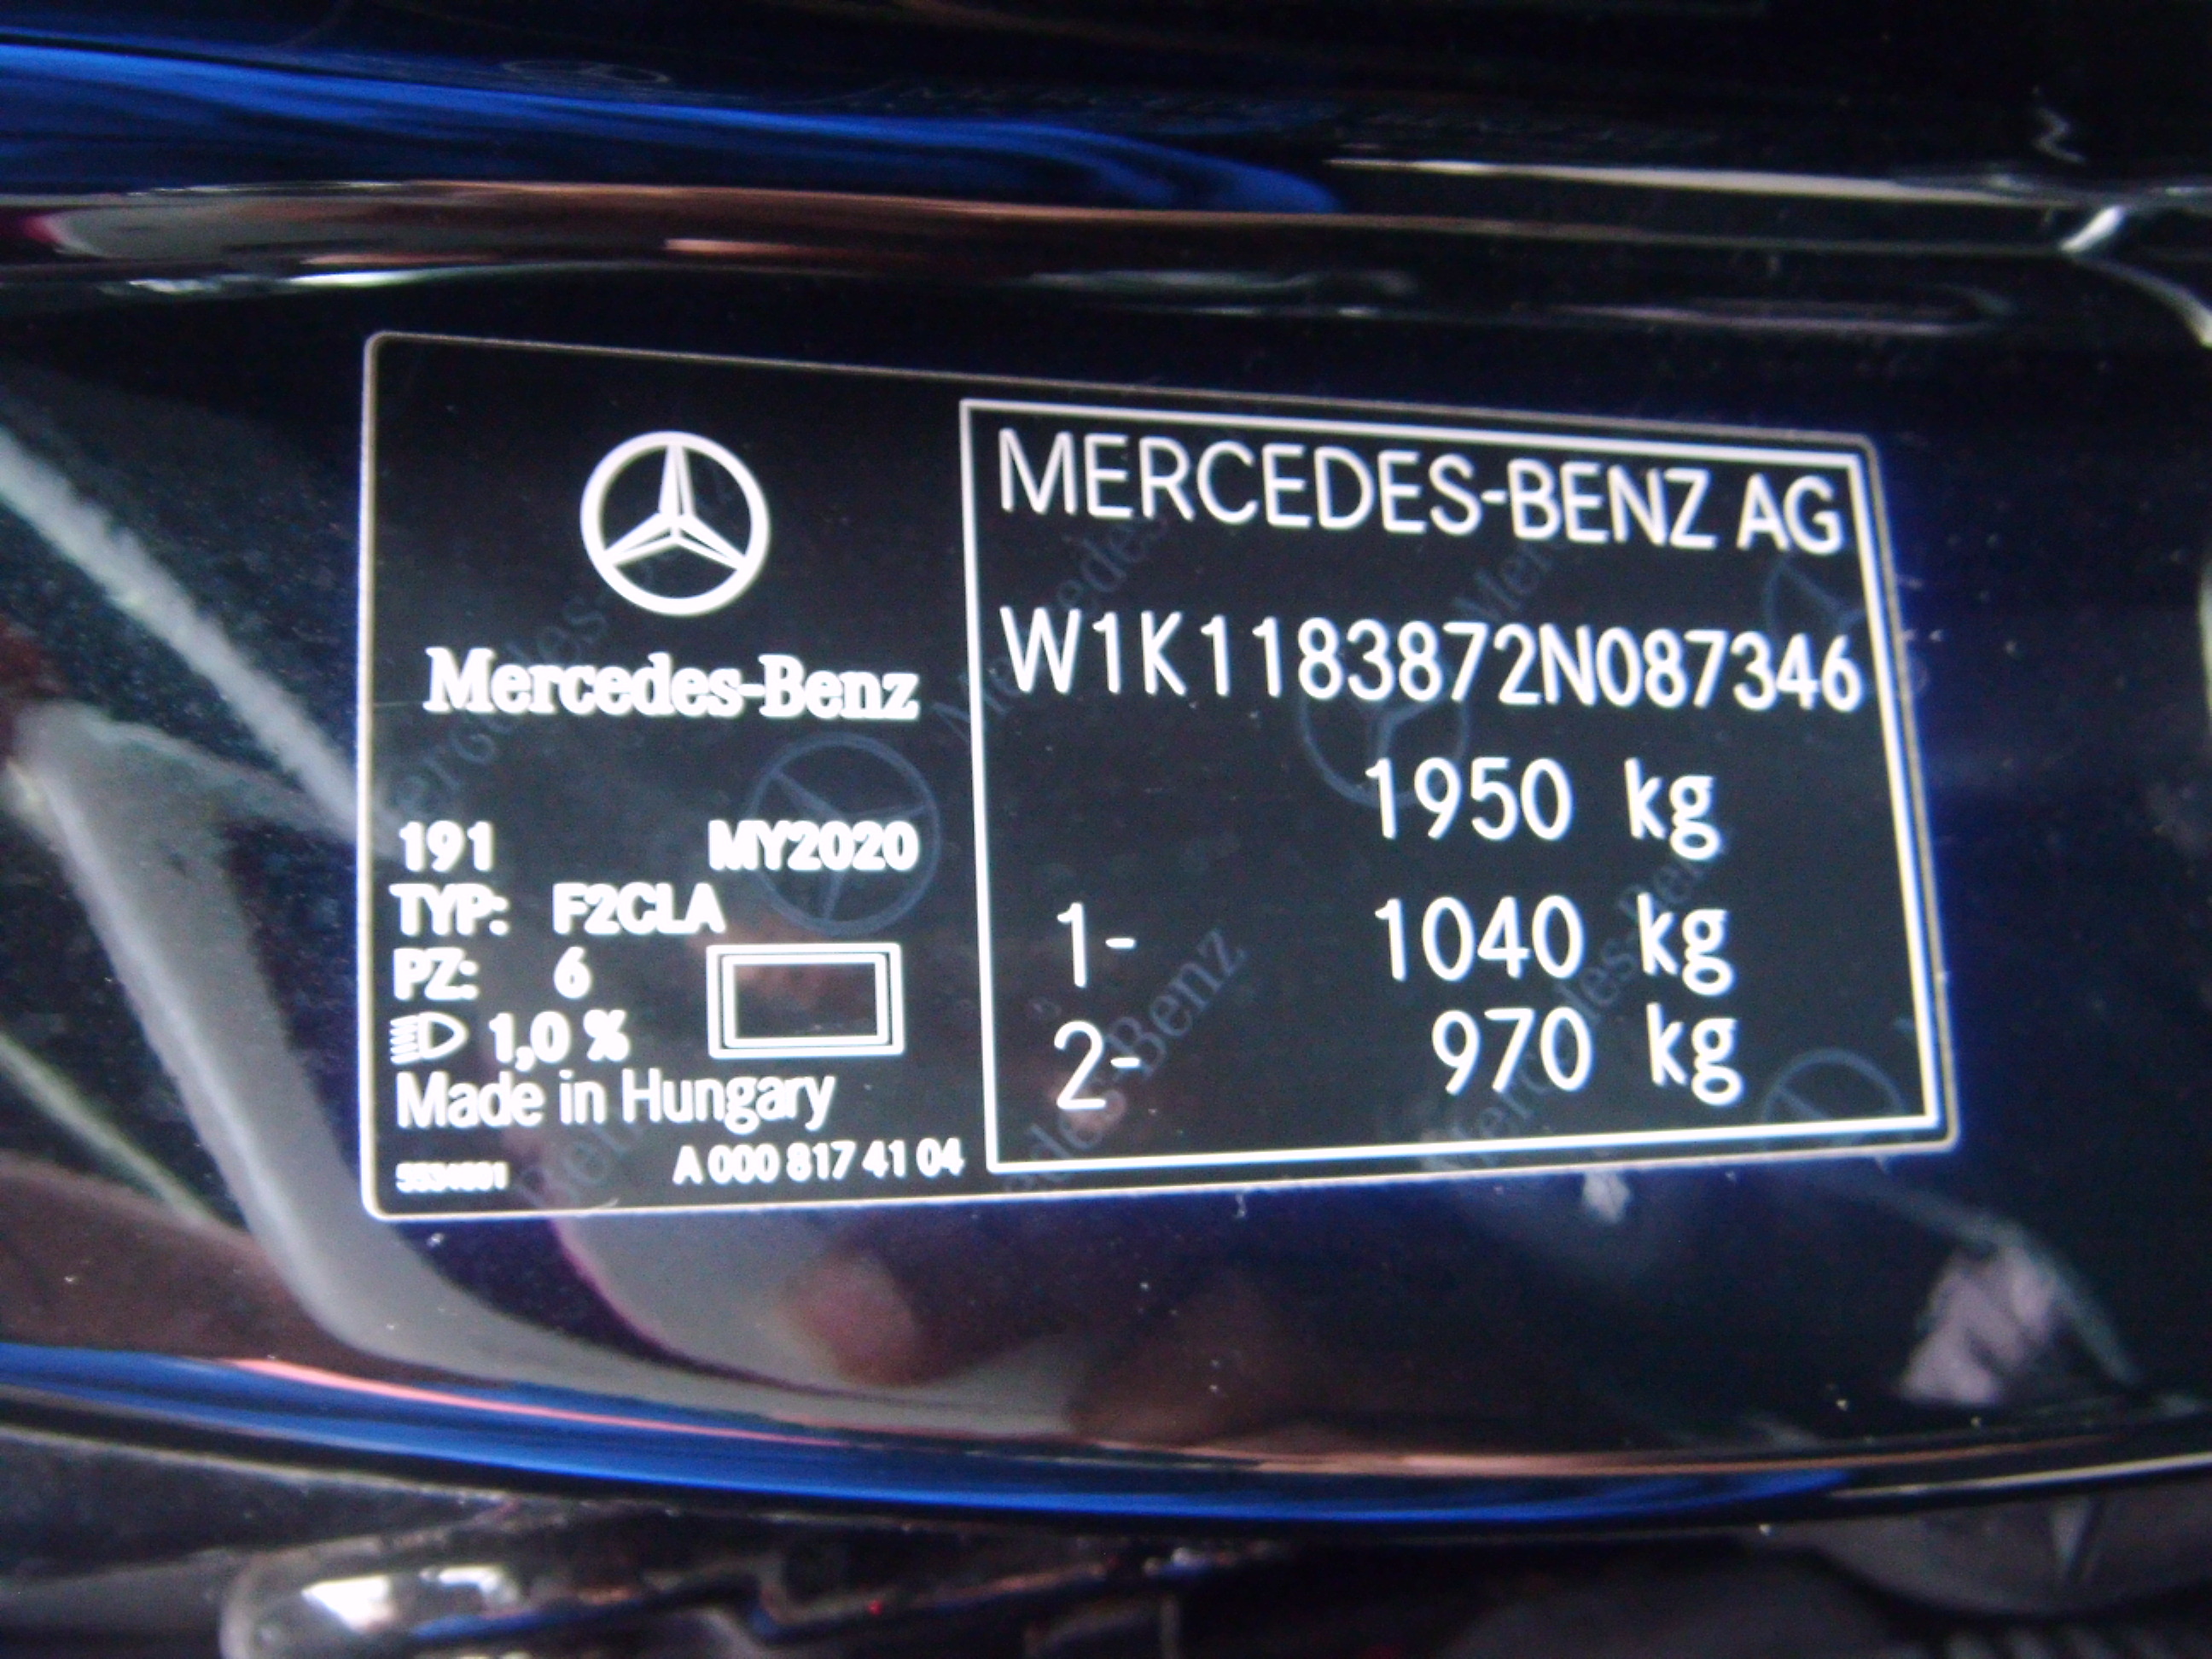 Mercedes-Benz
191 MY2020
TYP: F2CLA
PZ: 6
1,0 %
Made in Hungary
A 000 817 41 04
MERCEDES-BENZ AG
W1K1183872N087346
1950 kg
1- 1040 kg
2- 970 kg